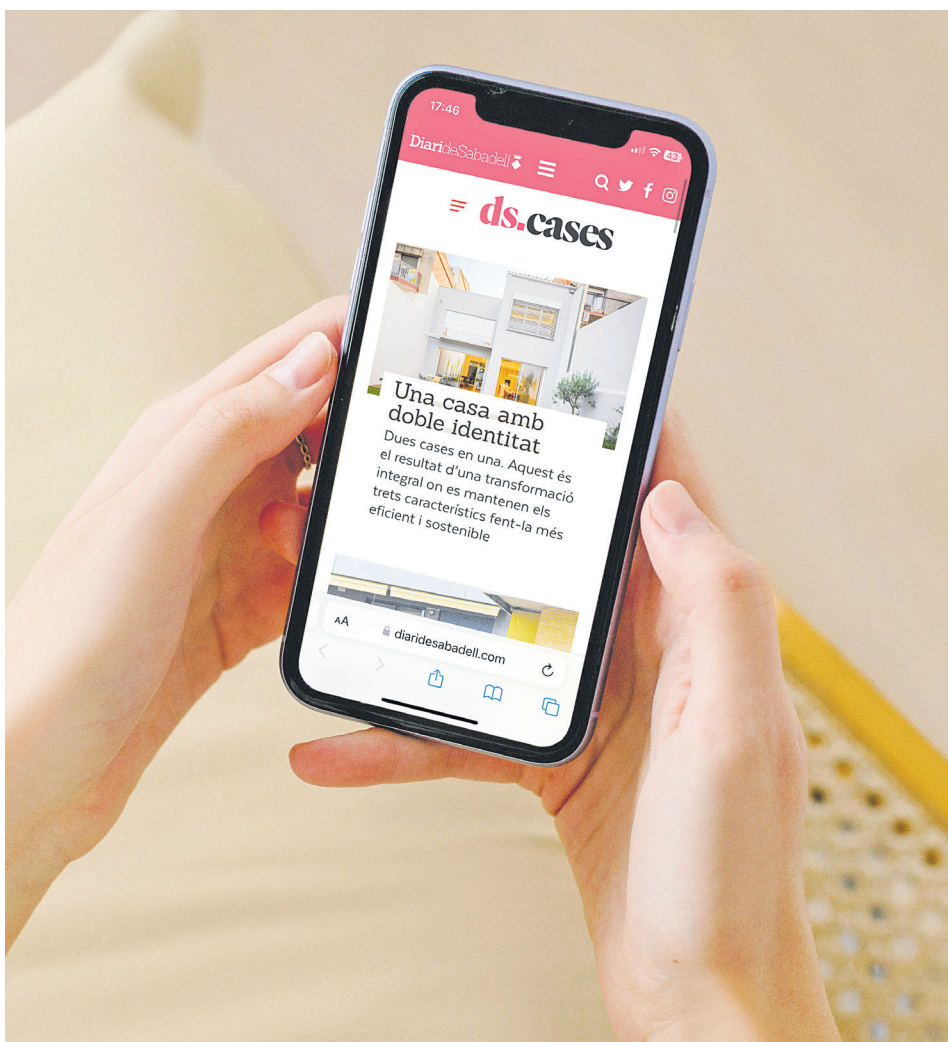 17:46
43
DiarideSabadell
ds.cases
Una casa amb
doble identitat
Dues cases en una. Aquest és
el resultat d'una transformació
integral on es mantenen els
trets característics fent-la més
eficient i sostenible
AA
diaridesabadell.com